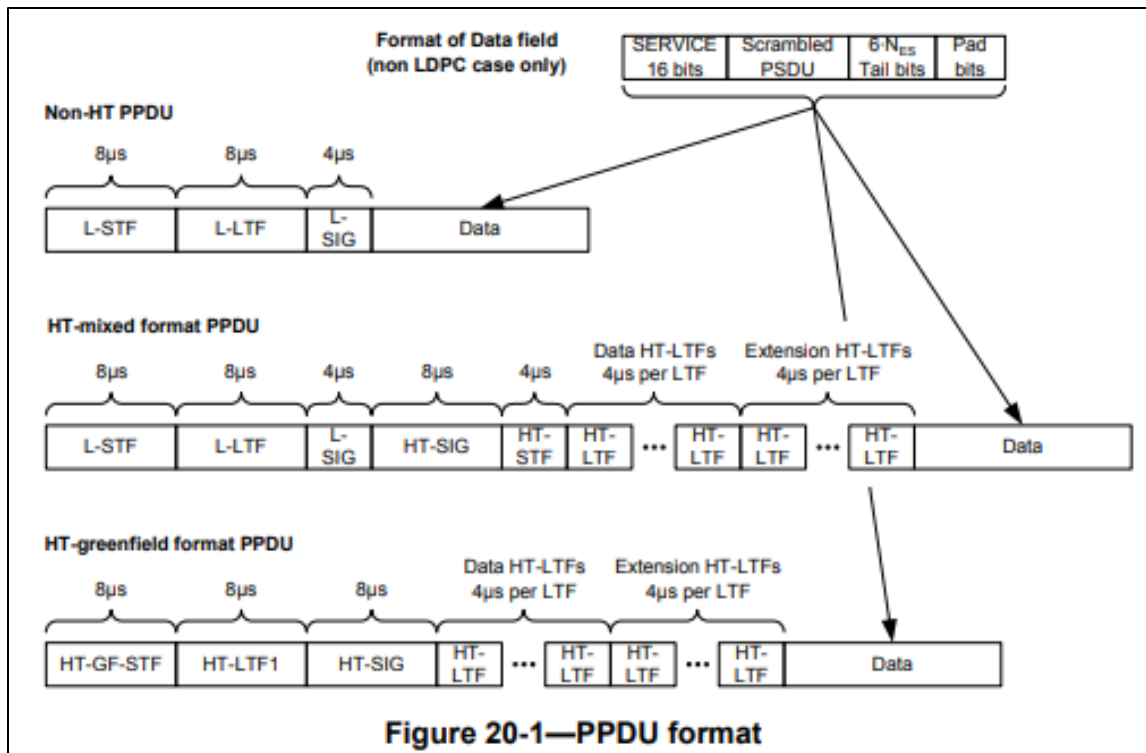 Format of Data field
(non LDPC case only)
SERVICE
16 bits
Scrambled
PSDU
6·N_ES
Tail bits
Pad
bits
Non-HT PPDU
8µs
8µs
4µs
L-STF
L-LTF
L-
SIG
Data
HT-mixed format PPDU
Data HT-LTFs
4µs per LTF
Extension HT-LTFs
4µs per LTF
8µs
8µs
4µs
8µs
4µs
L-STF
L-LTF
L-
SIG
HT-SIG
HT-
STF
HT-
LTF
•••
HT-
LTF
HT-
LTF
•••
HT-
LTF
Data
HT-greenfield format PPDU
Data HT-LTFs
4µs per LTF
Extension HT-LTFs
4µs per LTF
8µs
8µs
8µs
HT-GF-STF
HT-LTF1
HT-SIG
HT-
LTF
•••
HT-
LTF
HT-
LTF
•••
HT-
LTF
Data
Figure 20-1—PPDU format